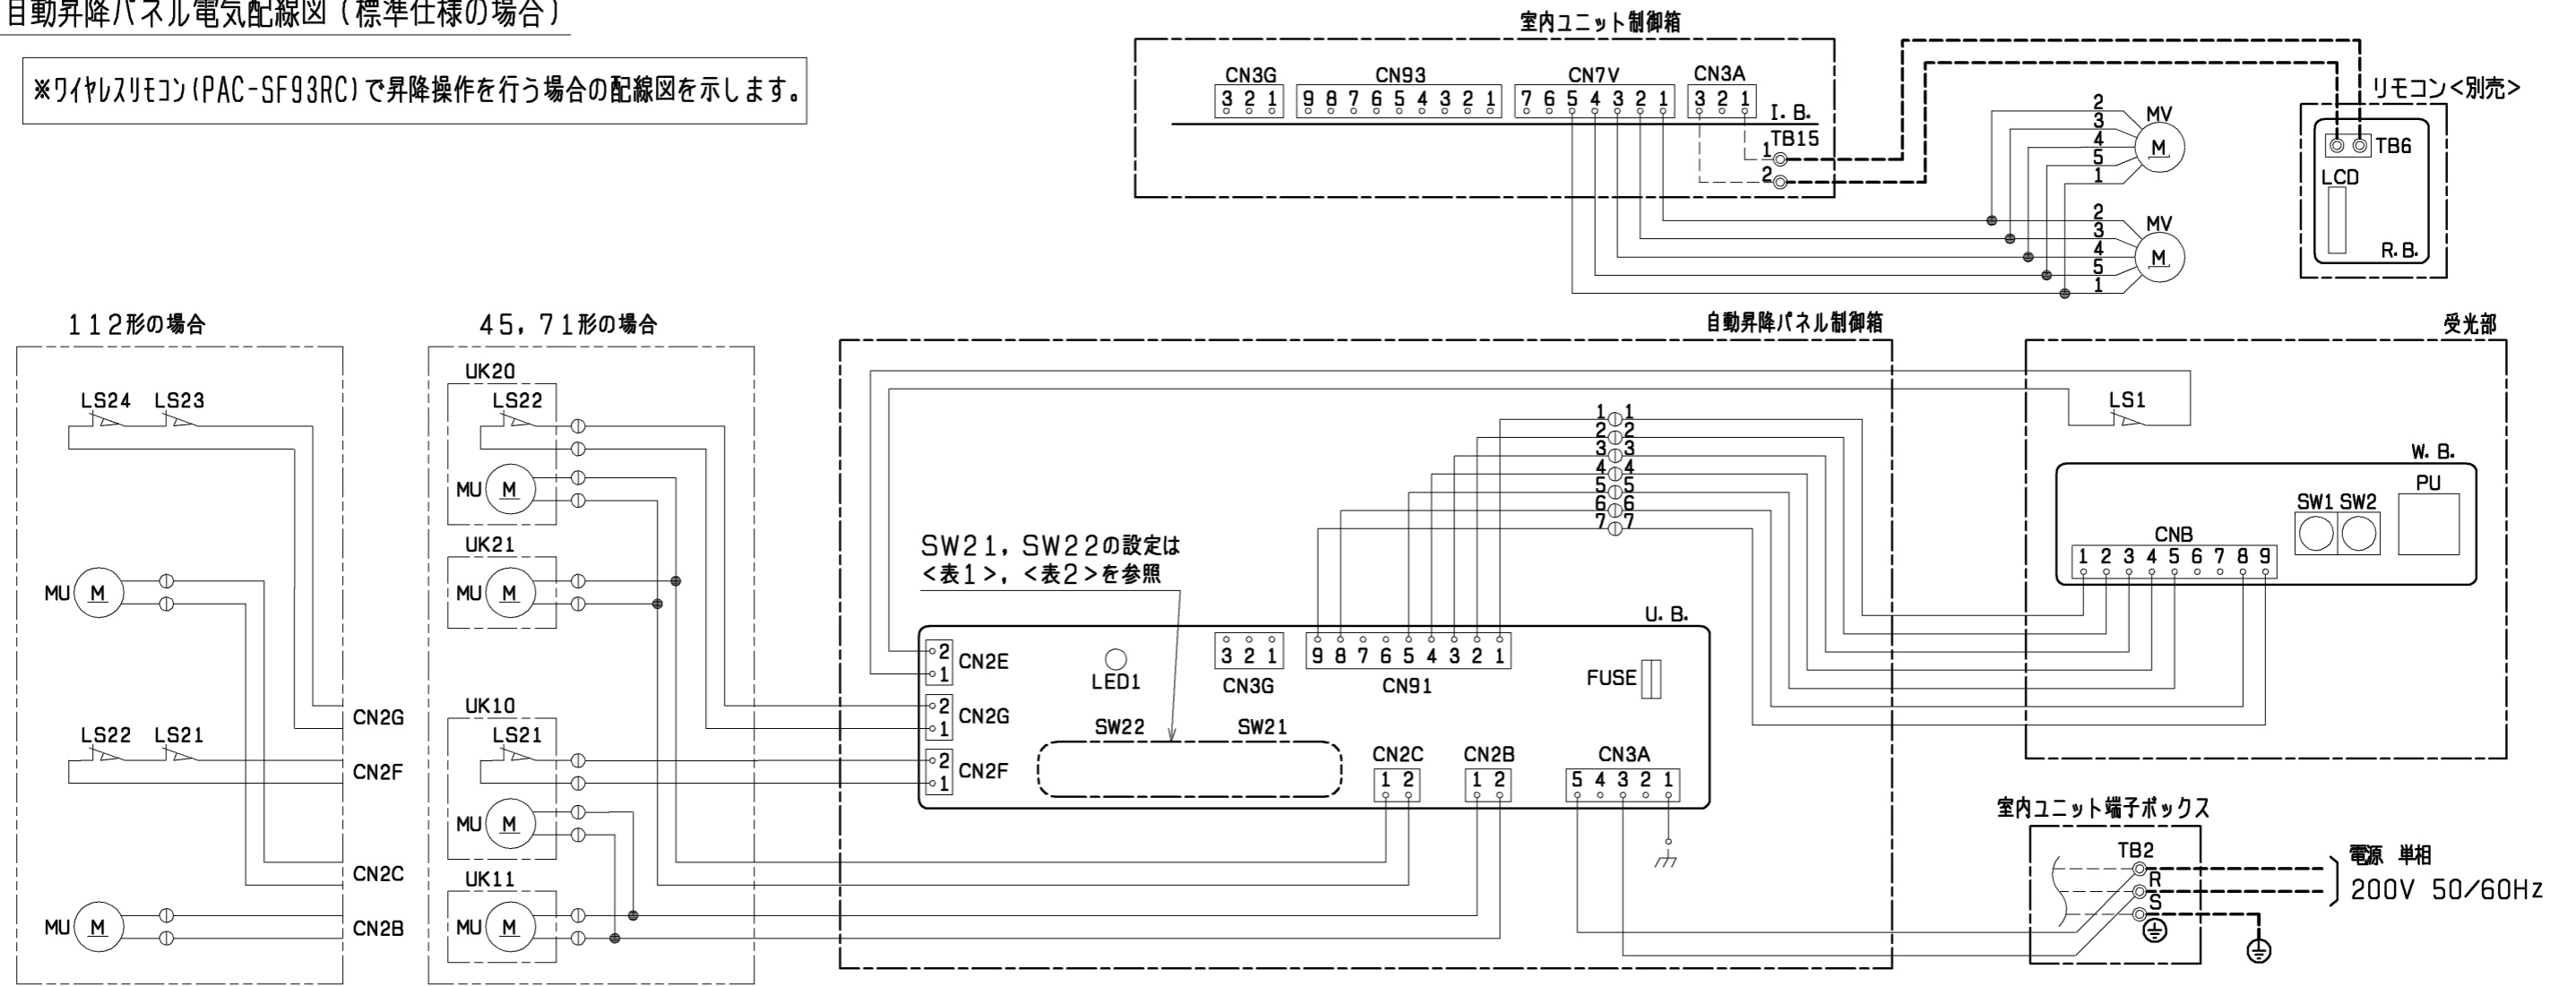 自動昇降パネル電気配線図(標準仕様の場合)
※ワイヤレスリモコン(PAC-SF93RC)で昇降操作を行う場合の配線図を示します。
室内ユニット制御箱
CN3G CN93 CN7V CN3A
3 2 1 9 8 7 6 5 4 3 2 1 7 6 5 4 3 2 1 3 2 1
I.B.
TB15
1
2
2
3
4
5
1
MV
M
2
3
4
5
1
MV
M
リモコン<別売>
TB6
LCD
R.B.
112形の場合
LS24 LS23
MU M
LS22 LS21
MU M
CN2G
CN2F
CN2C
CN2B
45,71形の場合
UK20
LS22
MU M
UK21
MU M
UK10
LS21
MU M
UK11
MU M
自動昇降パネル制御箱
1 1
2 2
3 3
4 4
5 5
6 6
7 7
SW21,SW22の設定は
<表1>,<表2>を参照
U.B.
2
1
CN2E
2
1
CN2G
2
1
CN2F
LED1
3 2 1
CN3G
9 8 7 6 5 4 3 2 1
CN91
FUSE
SW22 SW21
CN2C CN2B CN3A
1 2 1 2 5 4 3 2 1
受光部
LS1
W.B.
PU
SW1 SW2
CNB
1 2 3 4 5 6 7 8 9
室内ユニット端子ボックス
TB2
R
S
電源 単相
200V 50/60Hz